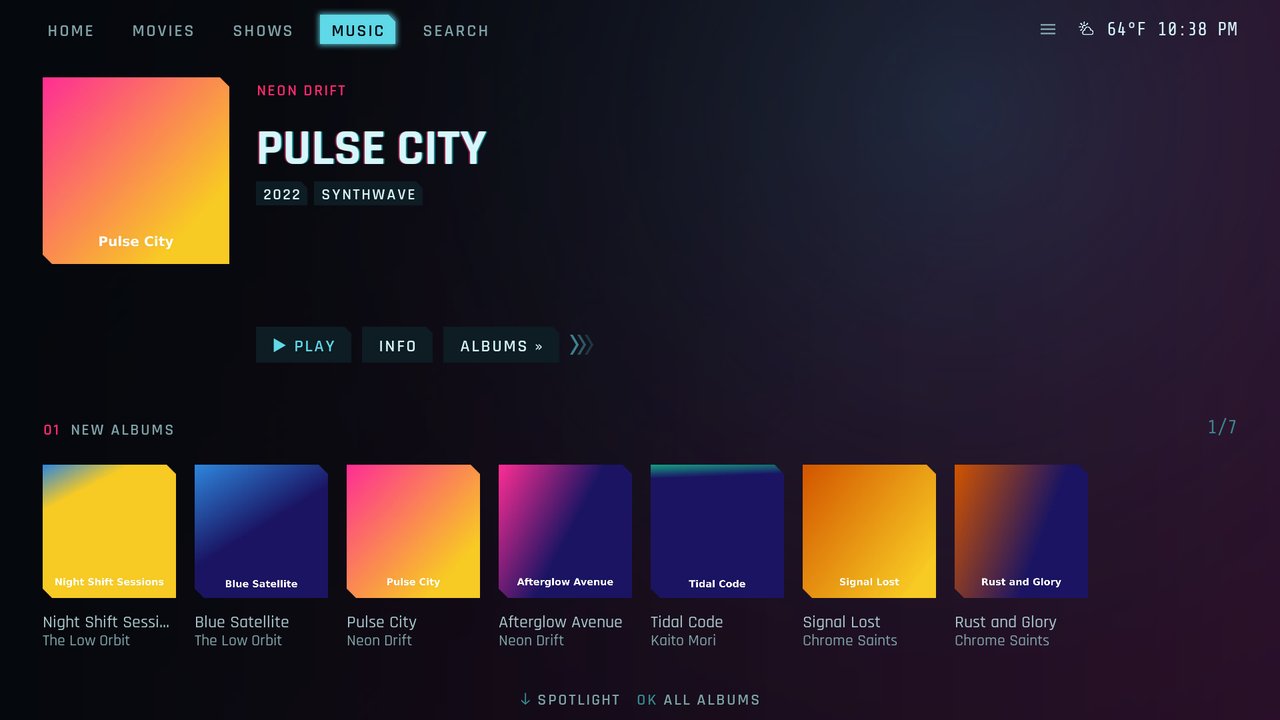 HOME MOVIES SHOWS MUSIC SEARCH 64°F 10:38 PM
NEON DRIFT
PULSE CITY
2022 SYNTHWAVE
Pulse City
PLAY INFO ALBUMS »
01 NEW ALBUMS 1/7
Night Shift Sessions Blue Satellite Pulse City Afterglow Avenue Tidal Code Signal Lost Rust and Glory
Night Shift Sessi... Blue Satellite Pulse City Afterglow Avenue Tidal Code Signal Lost Rust and Glory
The Low Orbit The Low Orbit Neon Drift Neon Drift Kaito Mori Chrome Saints Chrome Saints
↓ SPOTLIGHT OK ALL ALBUMS